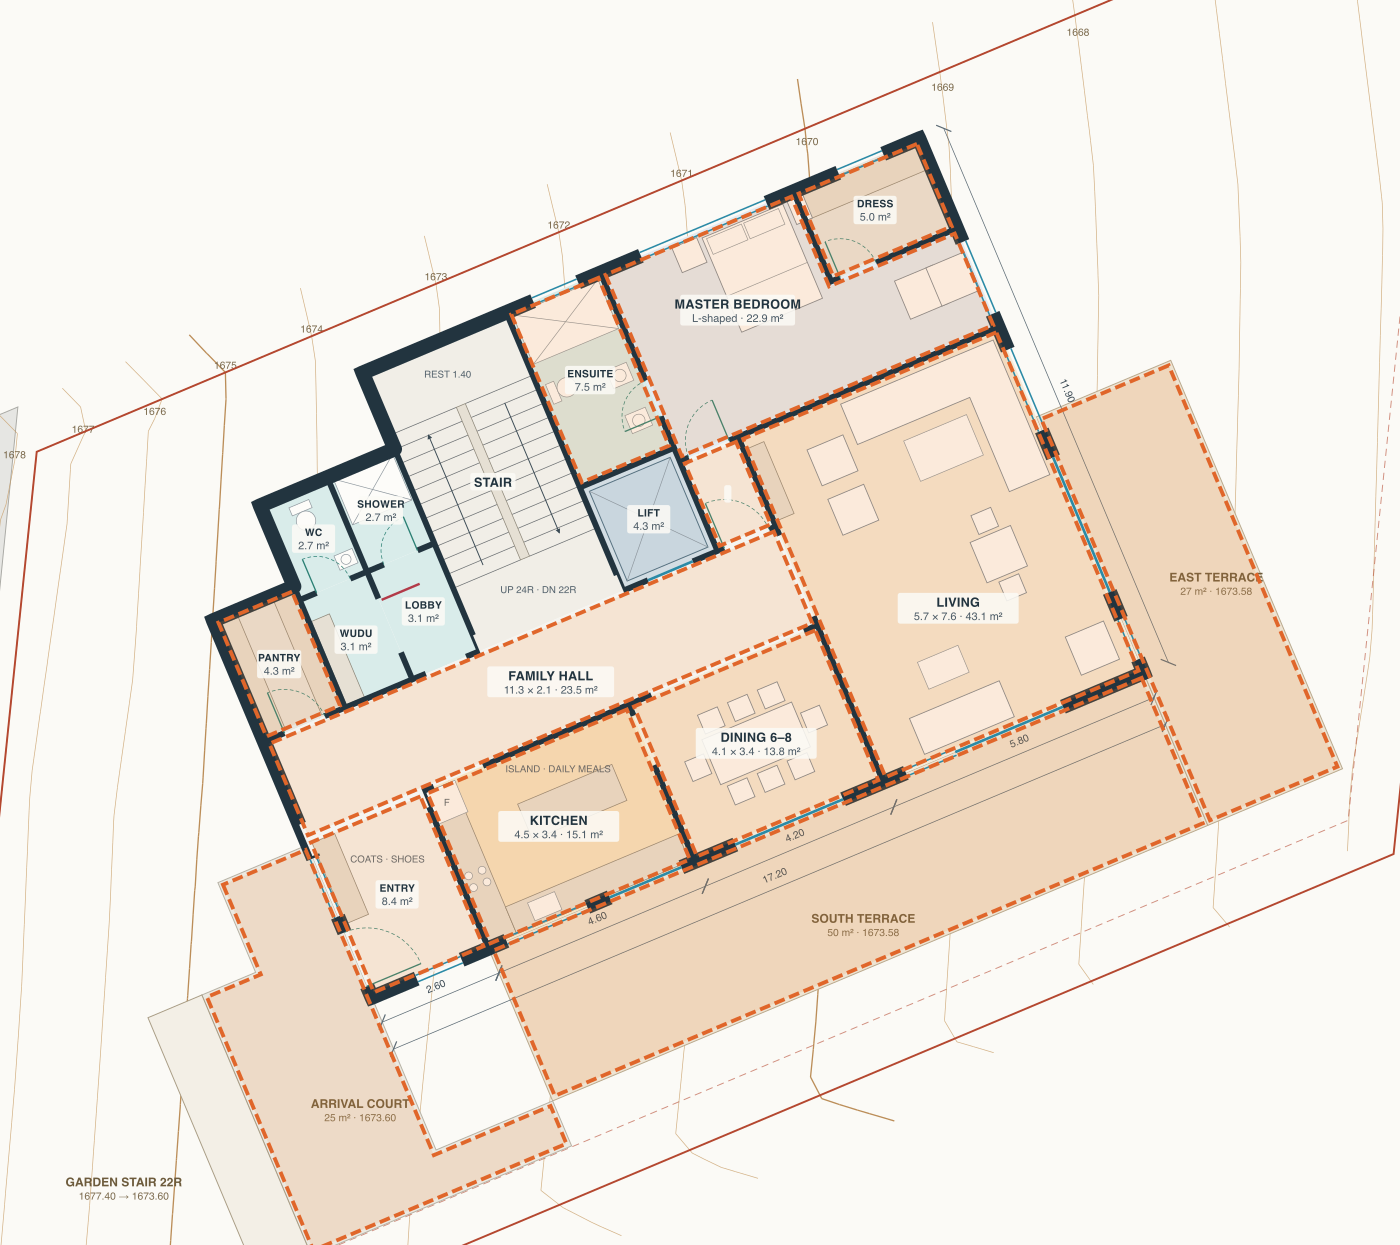 1668
1669
1670
1671
1672
1673
1674
1675
1676
1677
1678
DRESS
5.0 m²
MASTER BEDROOM
L-shaped · 22.9 m²
REST 1.40
ENSUITE
7.5 m²
11.90
STAIR
SHOWER
2.7 m²
WC
2.7 m²
LIFT
4.3 m²
UP 24R · DN 22R
EAST TERRACE
27 m² · 1673.58
LOBBY
3.1 m²
LIVING
5.7 × 7.6 · 43.1 m²
WUDU
3.1 m²
PANTRY
4.3 m²
FAMILY HALL
11.3 × 2.1 · 23.5 m²
DINING 6–8
4.1 × 3.4 · 13.8 m²
5.80
ISLAND · DAILY MEALS
F
KITCHEN
4.5 × 3.4 · 15.1 m²
4.20
COATS · SHOES
17.20
ENTRY
8.4 m²
4.60
SOUTH TERRACE
50 m² · 1673.58
2.60
ARRIVAL COURT
25 m² · 1673.60
GARDEN STAIR 22R
1677.40 → 1673.60